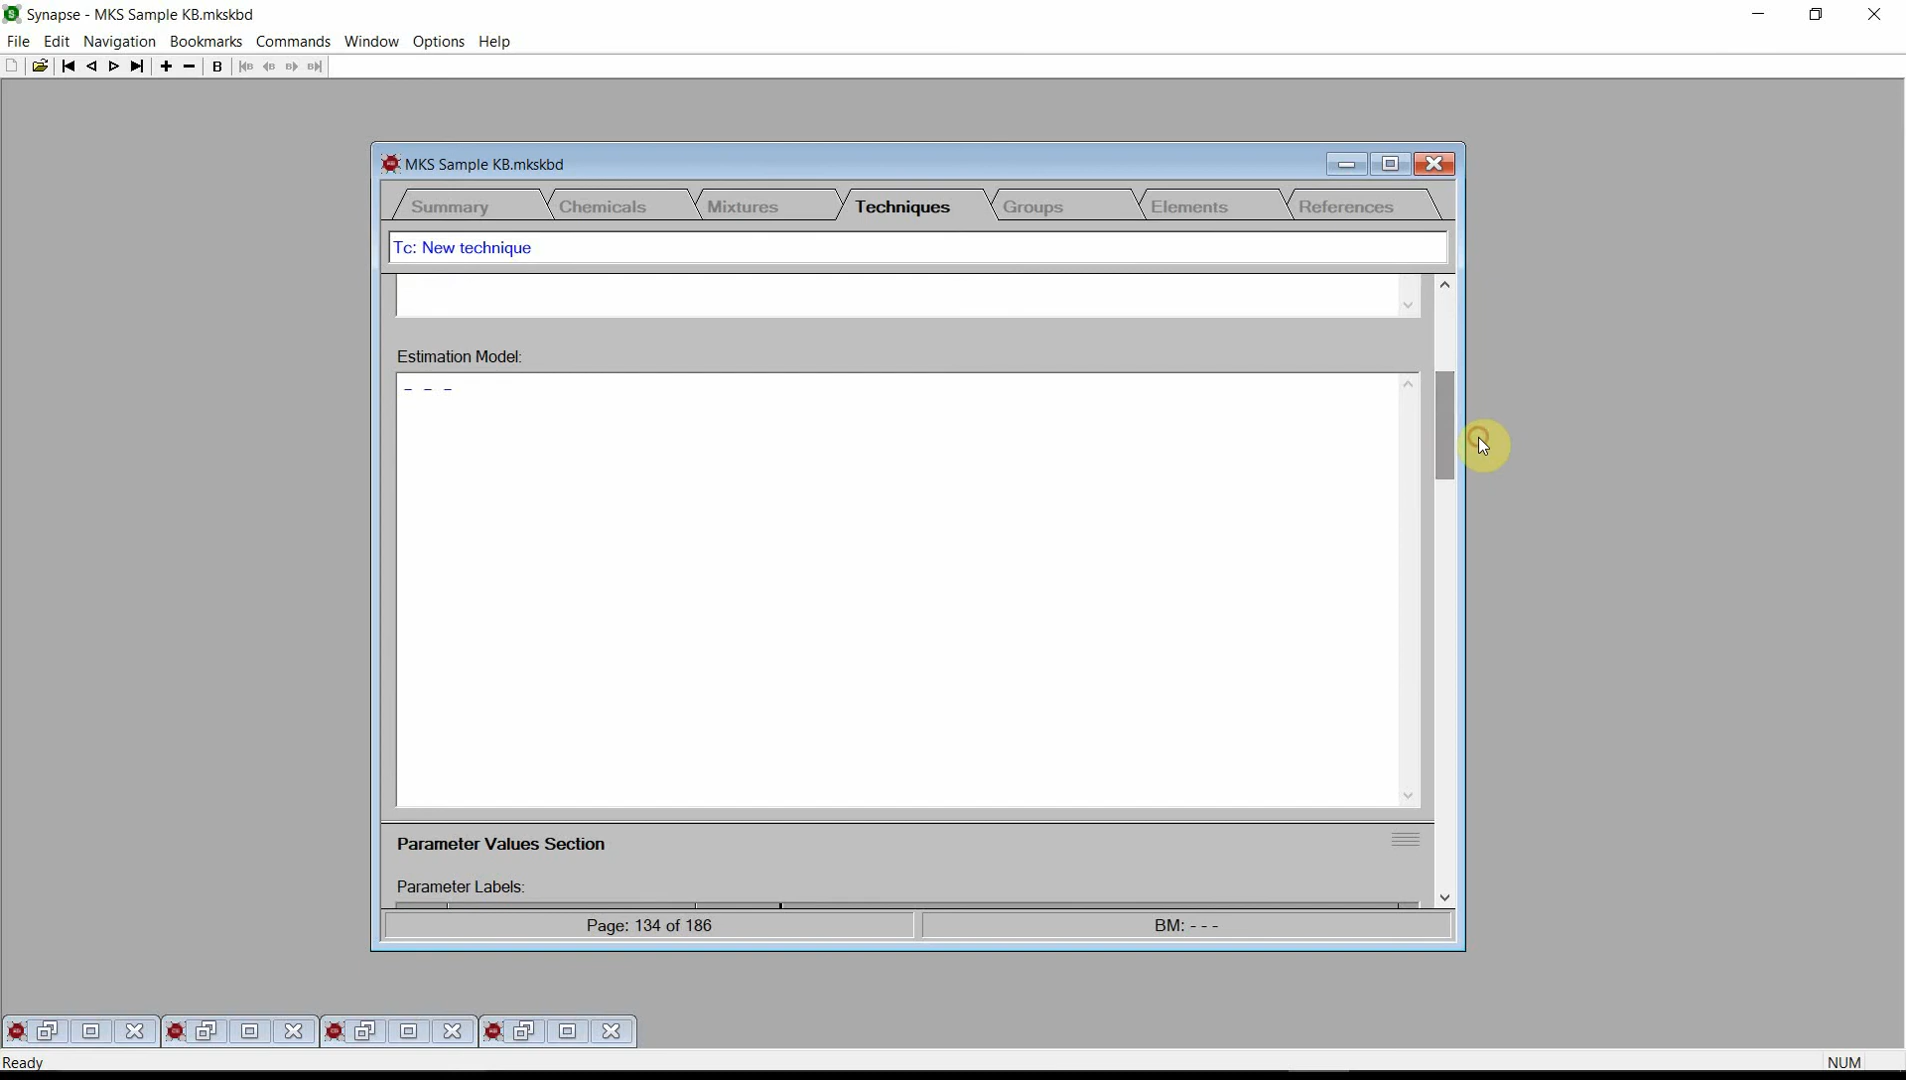 Synapse - MKS Sample KB.mkskbd
File Edit Navigation Bookmarks Commands Window Options Help
B B B B B
MKS Sample KB.mkskbd
Summary Chemicals Mixtures Techniques Groups Elements References
Tc: New technique
Estimation Model:
- - -
Parameter Values Section
Parameter Labels:
Page: 134 of 186 BM: - - -
Ready NUM